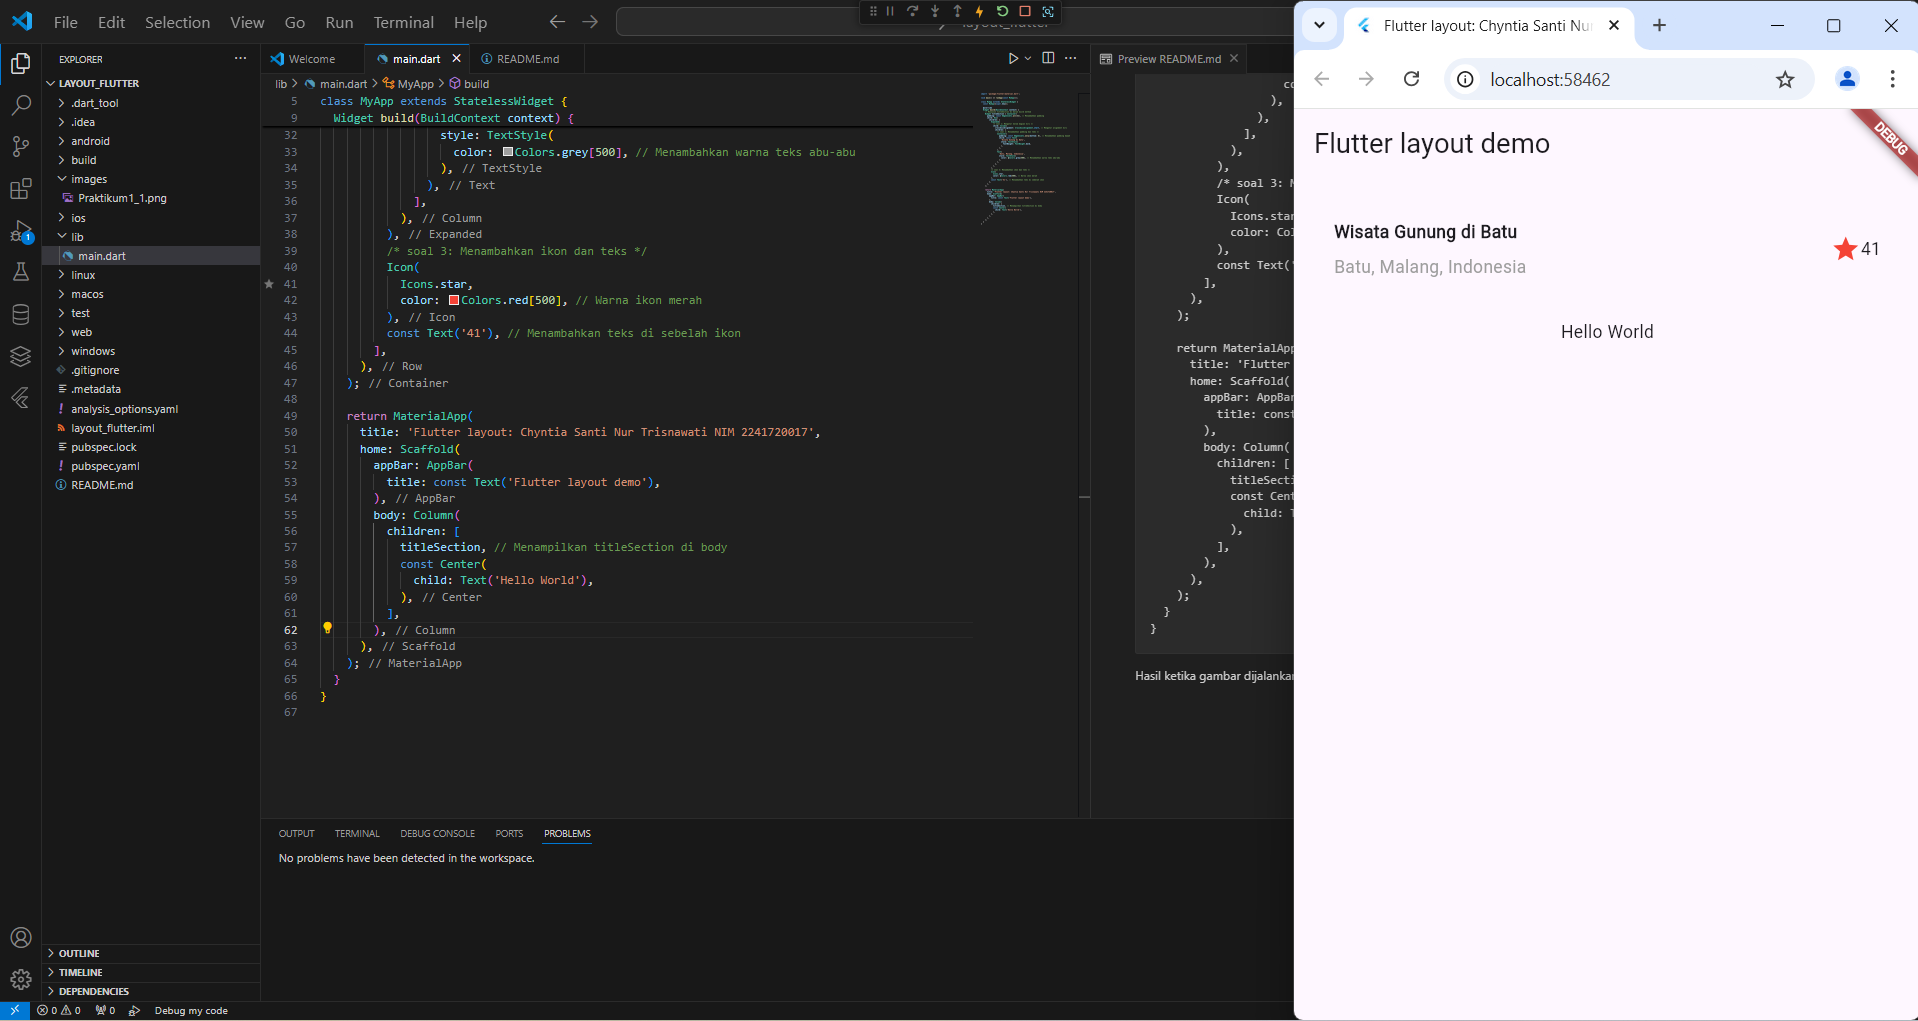 File Edit Selection View Go Run Terminal Help
EXPLORER
LAYOUT_FLUTTER
.dart_tool
.idea
android
build
images
Praktikum1_1.png
ios
lib
main.dart
linux
macos
test
web
windows
.gitignore
.metadata
analysis_options.yaml
layout_flutter.iml
pubspec.lock
pubspec.yaml
README.md
OUTLINE
TIMELINE
DEPENDENCIES
1
Welcome
main.dart
README.md
lib > main.dart > MyApp > build
5 class MyApp extends StatelessWidget {
9 Widget build(BuildContext context) {
32 style: TextStyle(
33 color: Colors.grey[500], // Menambahkan warna teks abu-abu
34 ), // TextStyle
35 ), // Text
36 ],
37 ), // Column
38 ), // Expanded
39 /* soal 3: Menambahkan ikon dan teks */
40 Icon(
41 Icons.star,
42 color: Colors.red[500], // Warna ikon merah
43 ), // Icon
44 const Text('41'), // Menambahkan teks di sebelah ikon
45 ],
46 ), // Row
47 ); // Container
48
49 return MaterialApp(
50 title: 'Flutter layout: Chyntia Santi Nur Trisnawati NIM 2241720017',
51 home: Scaffold(
52 appBar: AppBar(
53 title: const Text('Flutter layout demo'),
54 ), // AppBar
55 body: Column(
56 children: [
57 titleSection, // Menampilkan titleSection di body
58 const Center(
59 child: Text('Hello World'),
60 ), // Center
61 ],
62 ), // Column
63 ), // Scaffold
64 ); // MaterialApp
65 }
66 }
67
OUTPUT TERMINAL DEBUG CONSOLE PORTS PROBLEMS
No problems have been detected in the workspace.
Preview README.md
co
),
),
],
),
),
/* soal 3: M
Icon(
Icons.star
color: Col
),
const Text('
],
),
);
return MaterialApp
title: 'Flutter
home: Scaffold(
appBar: AppBar
title: const
),
body: Column(
children: [
titleSecti
const Cent
child: T
),
],
),
),
);
}
}
Hasil ketika gambar dijalankan
0 0 0 Debug my code
Flutter layout: Chyntia Santi Nu
localhost:58462
DEBUG
Flutter layout demo
Wisata Gunung di Batu
Batu, Malang, Indonesia
41
Hello World